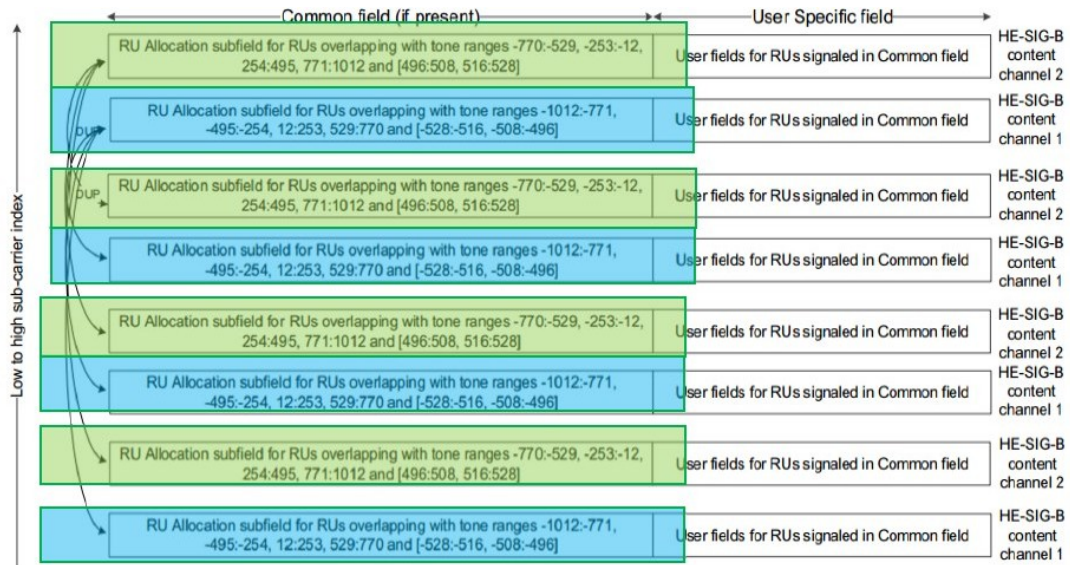 Common field (if present)
User Specific field
RU Allocation subfield for RUs overlapping with tone ranges -770:-529, -253:-12,
254:495, 771:1012 and [496:508, 516:528]
User fields for RUs signaled in Common field
HE-SIG-B
content
channel 2
RU Allocation subfield for RUs overlapping with tone ranges -1012:-771,
-495:-254, 12:253, 529:770 and [-528:-516, -508:-496]
User fields for RUs signaled in Common field
HE-SIG-B
content
channel 1
DUP
RU Allocation subfield for RUs overlapping with tone ranges -770:-529, -253:-12,
254:495, 771:1012 and [496:508, 516:528]
User fields for RUs signaled in Common field
HE-SIG-B
content
channel 2
DUP
RU Allocation subfield for RUs overlapping with tone ranges -1012:-771,
-495:-254, 12:253, 529:770 and [-528:-516, -508:-496]
User fields for RUs signaled in Common field
HE-SIG-B
content
channel 1
RU Allocation subfield for RUs overlapping with tone ranges -770:-529, -253:-12,
254:495, 771:1012 and [496:508, 516:528]
User fields for RUs signaled in Common field
HE-SIG-B
content
channel 2
RU Allocation subfield for RUs overlapping with tone ranges -1012:-771,
-495:-254, 12:253, 529:770 and [-528:-516, -508:-496]
User fields for RUs signaled in Common field
HE-SIG-B
content
channel 1
RU Allocation subfield for RUs overlapping with tone ranges -770:-529, -253:-12,
254:495, 771:1012 and [496:508, 516:528]
User fields for RUs signaled in Common field
HE-SIG-B
content
channel 2
RU Allocation subfield for RUs overlapping with tone ranges -1012:-771,
-495:-254, 12:253, 529:770 and [-528:-516, -508:-496]
User fields for RUs signaled in Common field
HE-SIG-B
content
channel 1
Low to high sub-carrier index